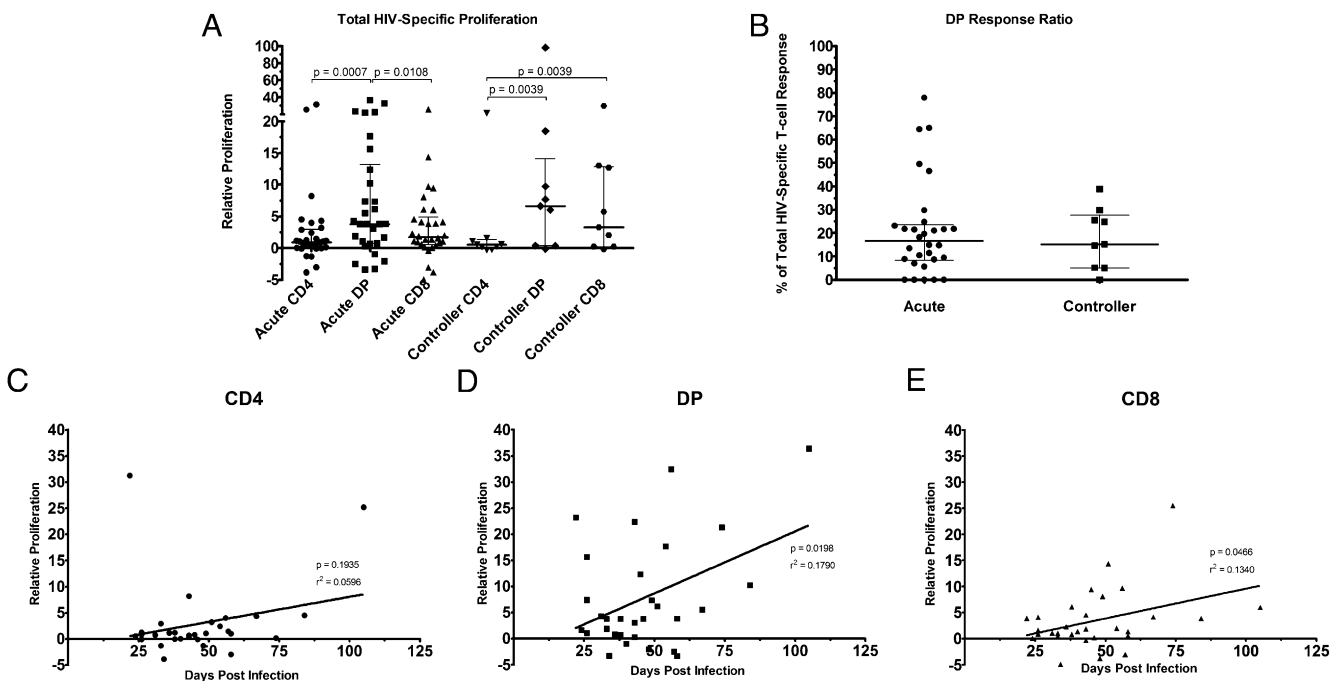 A
Total HIV-Specific Proliferation
Relative Proliferation
100
80
60
40
20
15
10
5
0
-5
p = 0.0007
p = 0.0108
p = 0.0039
p = 0.0039
Acute CD4
Acute DP
Acute CD8
Controller CD4
Controller DP
Controller CD8
B
DP Response Ratio
% of Total HIV-Specific T-cell Response
100
90
80
70
60
50
40
30
20
10
0
Acute
Controller
C
CD4
Relative Proliferation
40
35
30
25
20
15
10
5
0
-5
p = 0.1935
r² = 0.0596
25
50
75
100
125
Days Post Infection
D
DP
Relative Proliferation
40
35
30
25
20
15
10
5
0
-5
p = 0.0198
r² = 0.1790
25
50
75
100
125
Days Post Infection
E
CD8
Relative Proliferation
40
35
30
25
20
15
10
5
0
-5
p = 0.0466
r² = 0.1340
25
50
75
100
125
Days Post Infection